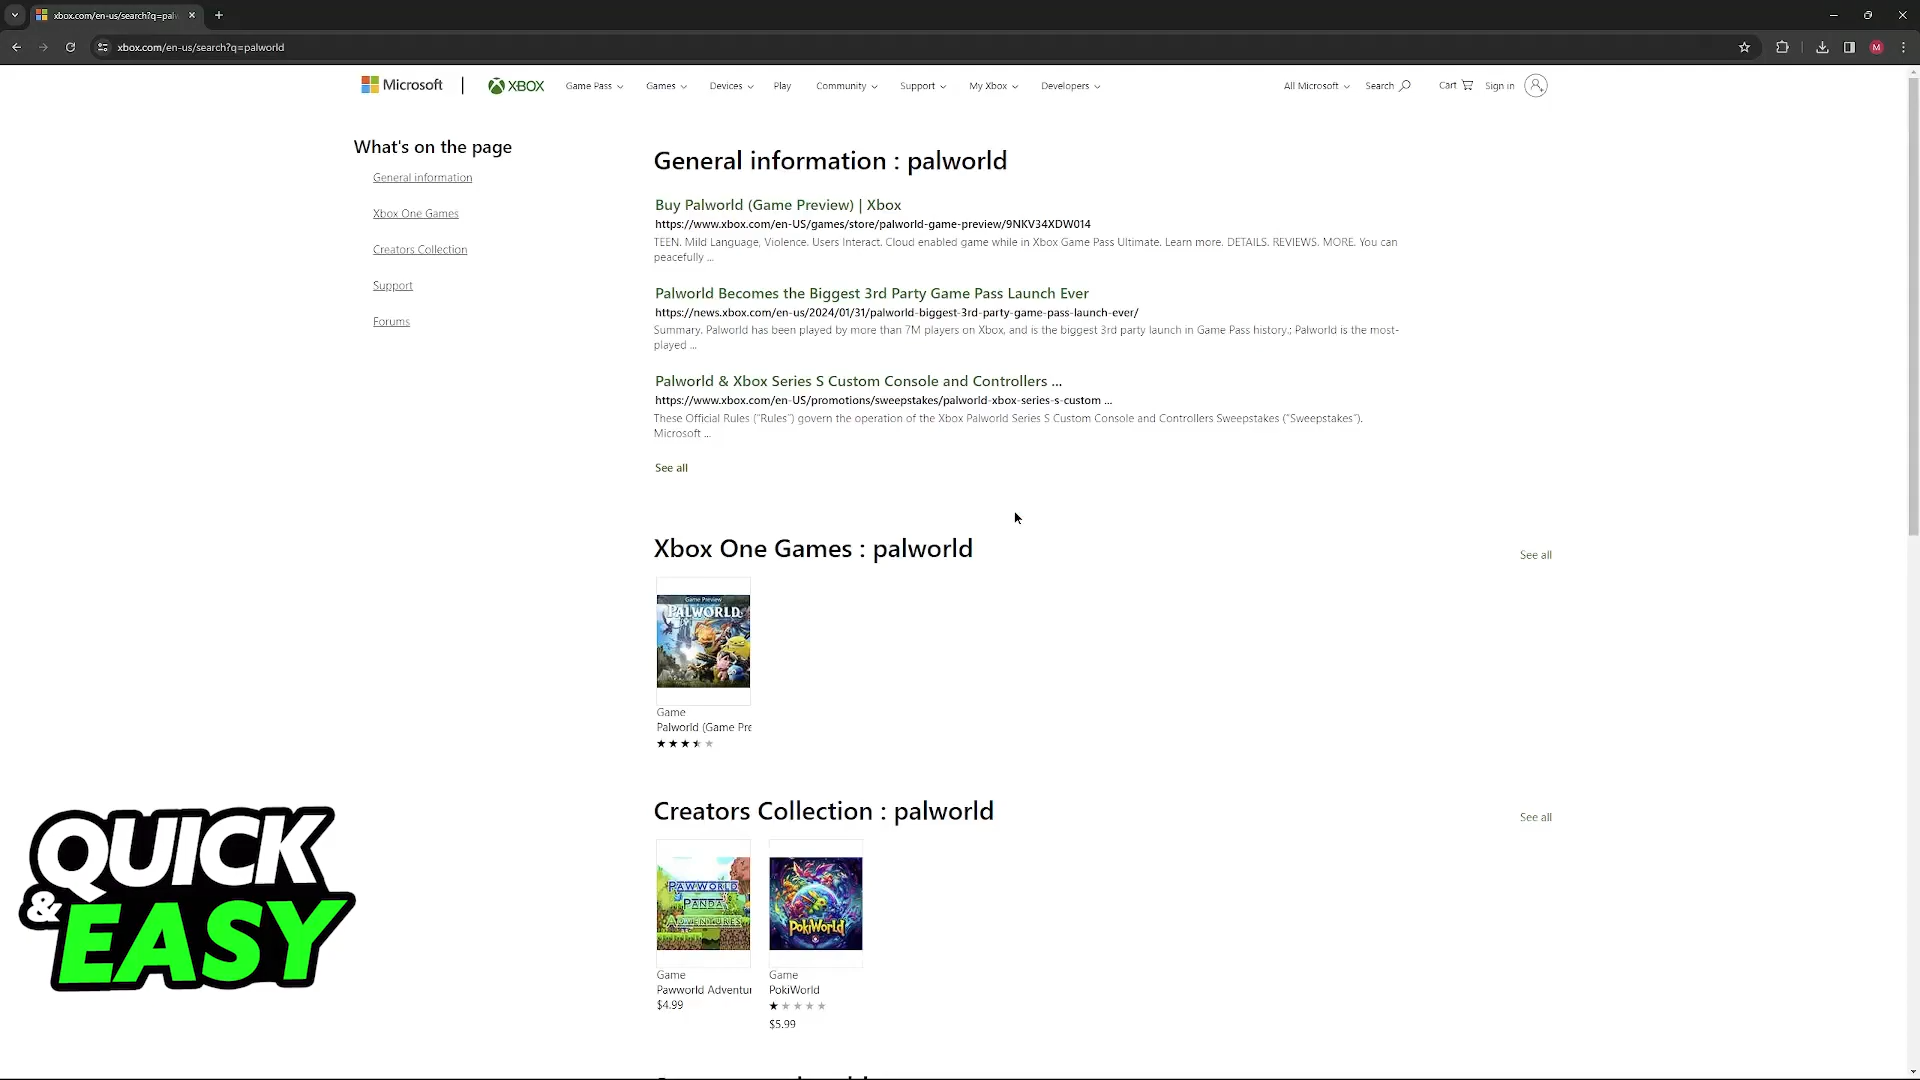 xbox.com/en-us/search?q=pal
xbox.com/en-us/search?q=palworld
M
Microsoft
XBOX
Game Pass
Games
Devices
Play
Community
Support
My Xbox
Developers
All Microsoft
Search
Cart
Sign in
What's on the page
General information
Xbox One Games
Creators Collection
Support
Forums
General information : palworld
Buy Palworld (Game Preview) | Xbox
https://www.xbox.com/en-US/games/store/palworld-game-preview/9NKV34XDW014
TEEN. Mild Language, Violence. Users Interact. Cloud enabled game while in Xbox Game Pass Ultimate. Learn more. DETAILS. REVIEWS. MORE. You can
peacefully ...
Palworld Becomes the Biggest 3rd Party Game Pass Launch Ever
https://news.xbox.com/en-us/2024/01/31/palworld-biggest-3rd-party-game-pass-launch-ever/
Summary. Palworld has been played by more than 7M players on Xbox, and is the biggest 3rd party launch in Game Pass history.; Palworld is the most-
played ...
Palworld & Xbox Series S Custom Console and Controllers ...
https://www.xbox.com/en-US/promotions/sweepstakes/palworld-xbox-series-s-custom ...
These Official Rules ("Rules") govern the operation of the Xbox Palworld Series S Custom Console and Controllers Sweepstakes ("Sweepstakes").
Microsoft ...
See all
Xbox One Games : palworld
See all
Game Preview
PALWORLD
Game
Palworld (Game Pre
Creators Collection : palworld
See all
PAWWORLD
PANDA
ADVENTURES
POKIWORLD
Game
Pawworld Adventur
$4.99
Game
PokiWorld
$5.99
QUICK
& EASY